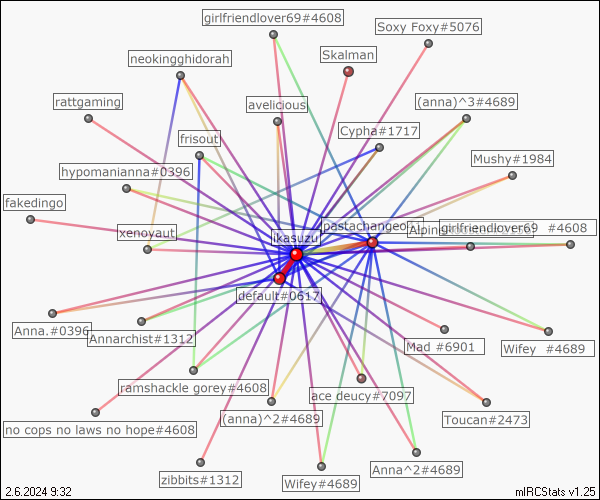 girlfriendlover69#4608
Soxy Foxy#5076
Skalman
neokingghidorah
rattgaming
avelicious
(anna)^3#4689
frisout
Cypha#1717
Mushy#1984
hypomanianna#0396
fakedingo
pastachangeo
girlfriendlover69 #4608
xenoyaut
ikasuzu
default#0617
Anna.#0396
Annarchist#1312
Mad #6901
Wifey #4689
ramshackle gorey#4608
ace deucy#7097
no cops no laws no hope#4608
(anna)^2#4689
Toucan#2473
zibbits#1312
Wifey#4689
Anna^2#4689
2.6.2024 9:32
mIRCStats v1.25